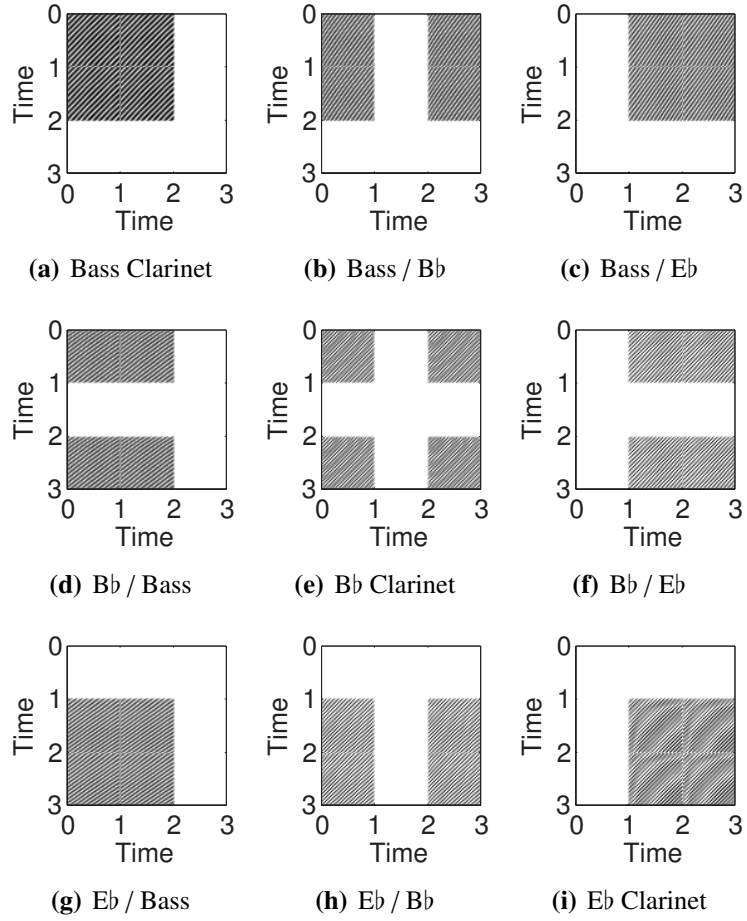 0
1
2
3
Time
0 1 2 3
Time
0
1
2
3
Time
0 1 2 3
Time
0
1
2
3
Time
0 1 2 3
Time
(a) Bass Clarinet
(b) Bass / B♭
(c) Bass / E♭
0
1
2
3
Time
0 1 2 3
Time
0
1
2
3
Time
0 1 2 3
Time
0
1
2
3
Time
0 1 2 3
Time
(d) B♭ / Bass
(e) B♭ Clarinet
(f) B♭ / E♭
0
1
2
3
Time
0 1 2 3
Time
0
1
2
3
Time
0 1 2 3
Time
0
1
2
3
Time
0 1 2 3
Time
(g) E♭ / Bass
(h) E♭ / B♭
(i) E♭ Clarinet